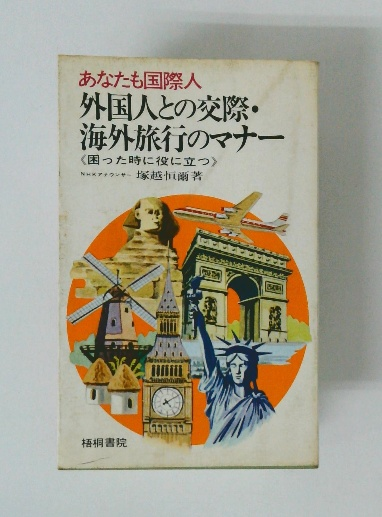 あなたも国際人
外国人との交際・
海外旅行のマナー
《困った時に役に立つ》
NHKアナウンサー 塚越恒爾著
梧桐書院